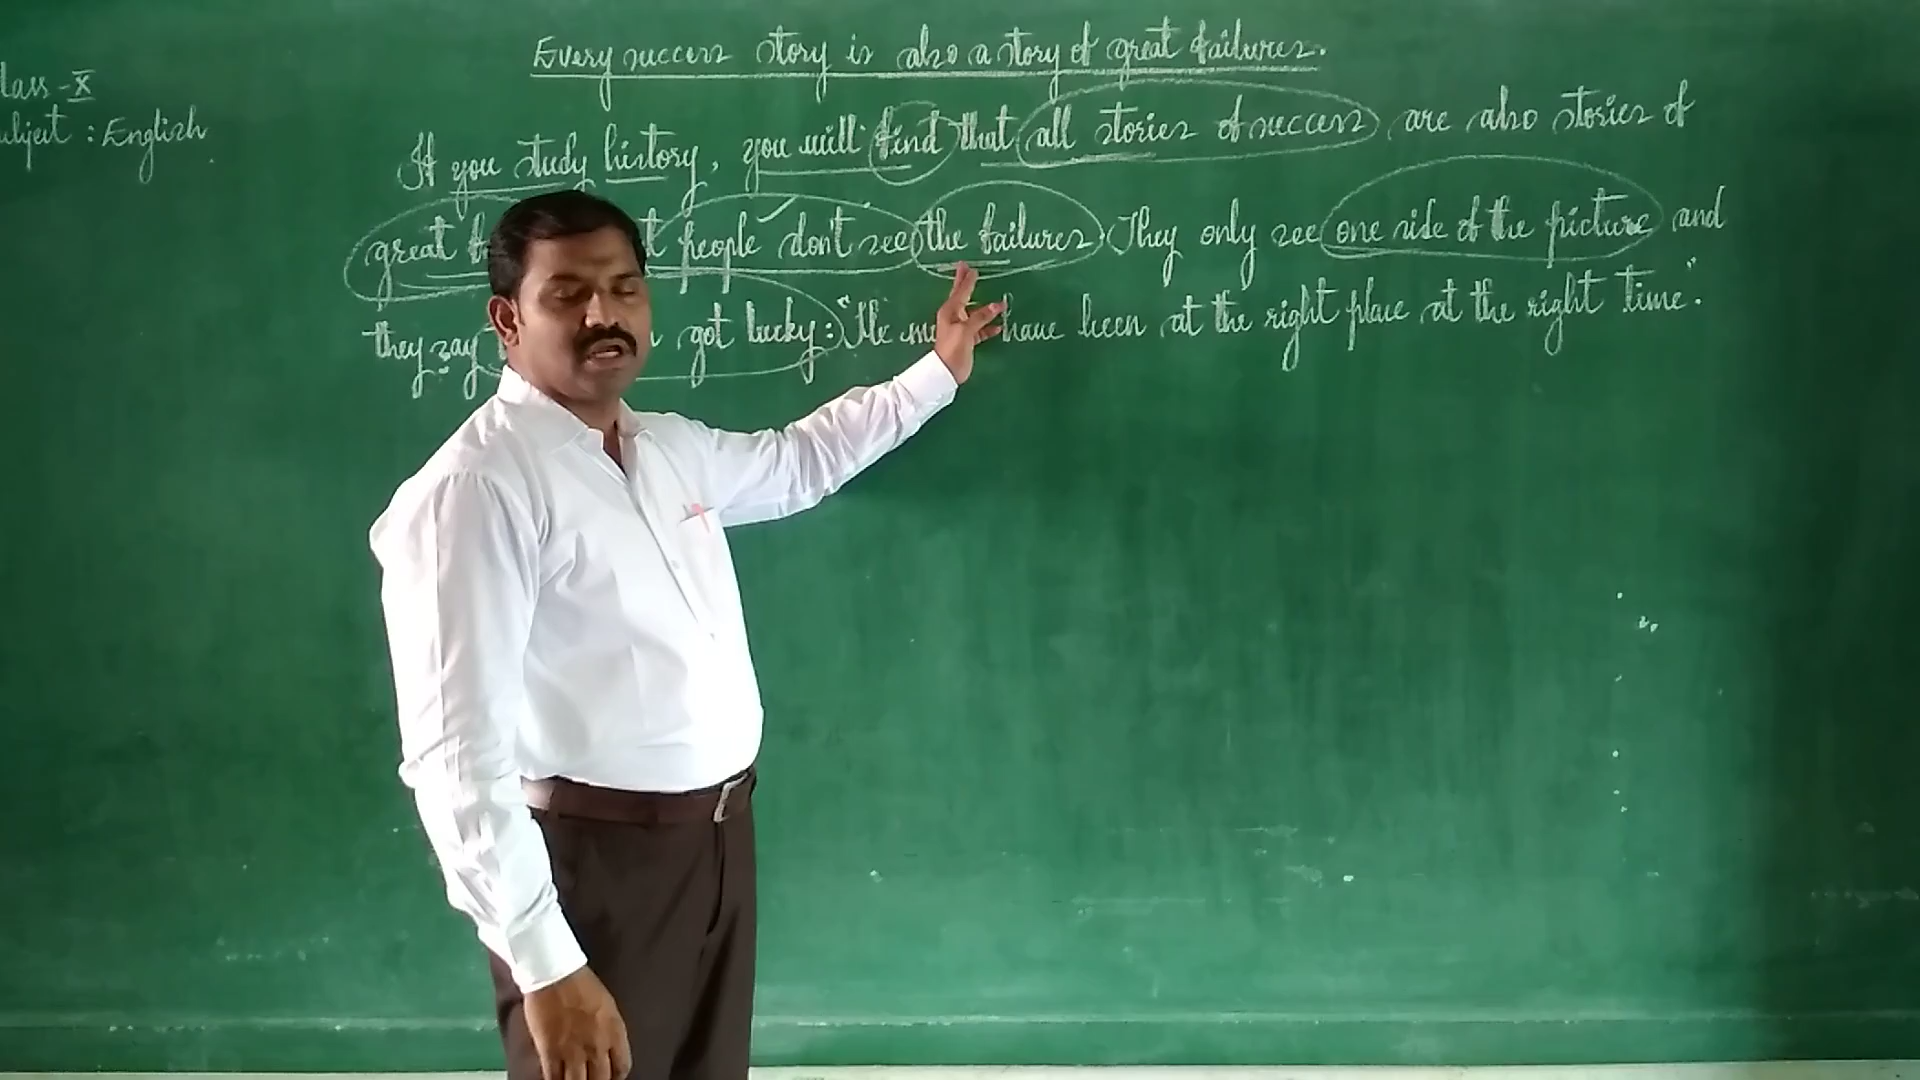 Every success story is also a story of great failures.
lass - X
ubject : English
If you study history, you will find that all stories of success are also stories of
great people don't see the failures. They only see one side of the picture and
they say got lucky: "He have been at the right place at the right time."